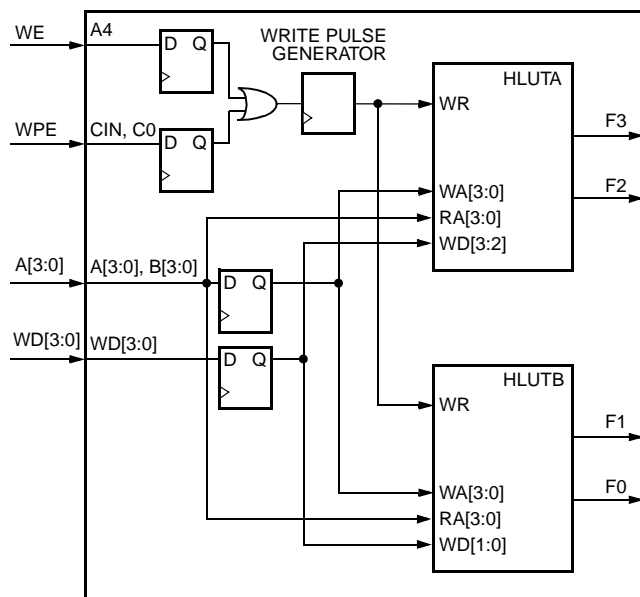 WE
A4
D Q
WRITE PULSE
GENERATOR
HLUTA
WR
F3
WPE
CIN, C0
D Q
F2
WA[3:0]
RA[3:0]
WD[3:2]
A[3:0]
A[3:0], B[3:0]
D Q
WD[3:0]
WD[3:0]
D Q
HLUTB
WR
F1
WA[3:0]
F0
RA[3:0]
WD[1:0]